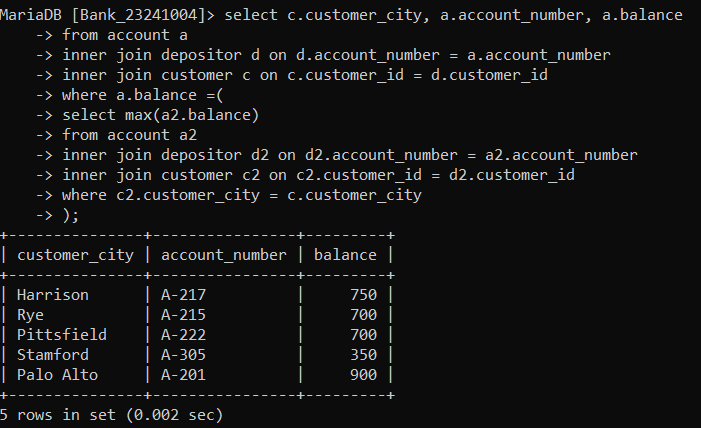 MariaDB [Bank_23241004]> select c.customer_city, a.account_number, a.balance
    -> from account a
    -> inner join depositor d on d.account_number = a.account_number
    -> inner join customer c on c.customer_id = d.customer_id
    -> where a.balance =(
    -> select max(a2.balance)
    -> from account a2
    -> inner join depositor d2 on d2.account_number = a2.account_number
    -> inner join customer c2 on c2.customer_id = d2.customer_id
    -> where c2.customer_city = c.customer_city
    -> );
+---------------+----------------+---------+
| customer_city | account_number | balance |
+---------------+----------------+---------+
| Harrison      | A-217          |     750 |
| Rye           | A-215          |     700 |
| Pittsfield    | A-222          |     700 |
| Stamford      | A-305          |     350 |
| Palo Alto     | A-201          |     900 |
+---------------+----------------+---------+
5 rows in set (0.002 sec)